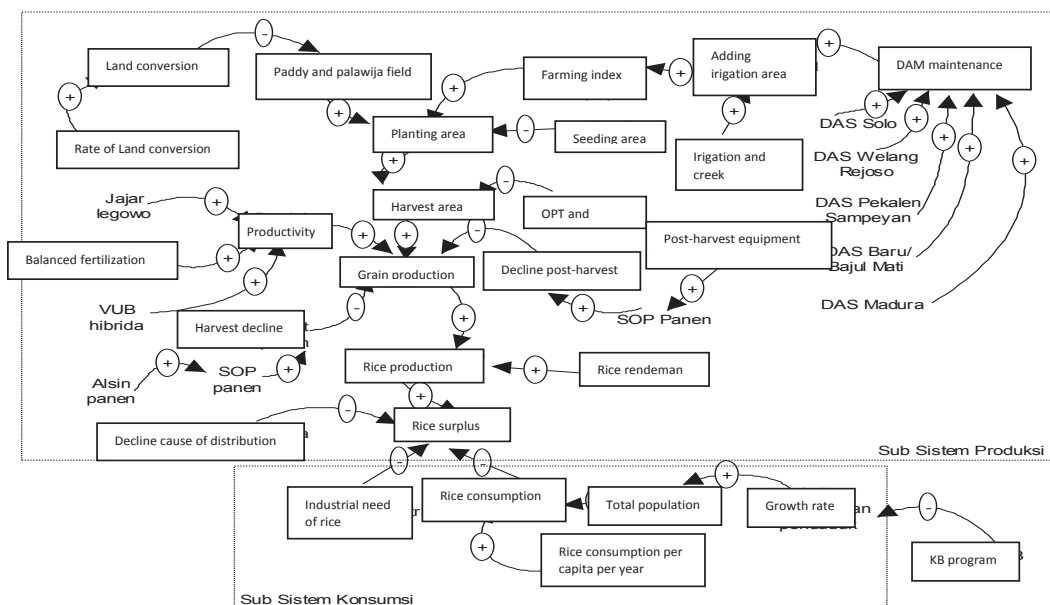 Land conversion
Paddy and palawija field
Farming index
Adding
irigation area
DAM maintenance
Rate of Land conversion
Planting area
Seeding area
Irrigation and
creek
DAS Solo
DAS Welang
Rejoso
DAS Pekalen
Sampeyan
DAS Baru/
Bajul Mati
DAS Madura
Jajar
legowo
Productivity
Harvest area
OPT and
Post-harvest equipment
Balanced fertilization
Grain production
Decline post-harvest
SOP Panen
VUB
hibrida
Harvest decline
Alsin
panen
SOP
panen
Rice production
Rice rendeman
Decline cause of distribution
Rice surplus
Sub Sistem Produksi
Industrial need
of rice
Rice consumption
Total population
Growth rate
Rice consumption per
capita per year
KB program
Sub Sistem Konsumsi